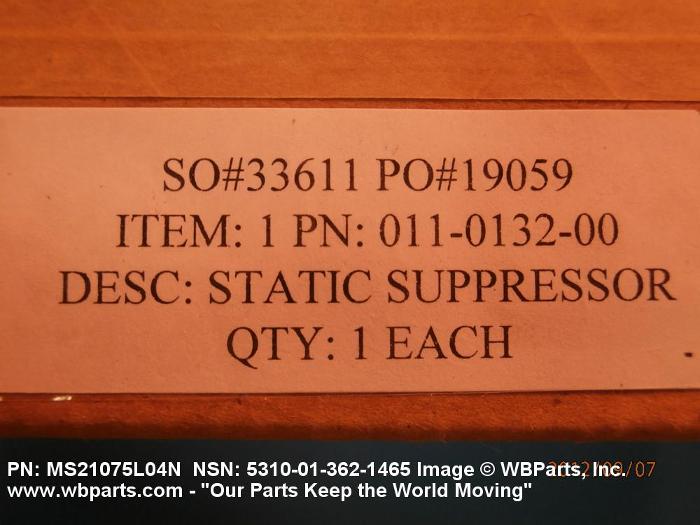 SO#33611 PO#19059
ITEM: 1 PN: 011-0132-00
DESC: STATIC SUPPRESSOR
QTY: 1 EACH
PN: MS21075L04N NSN: 5310-01-362-1465 Image © WBParts, Inc.
www.wbparts.com - "Our Parts Keep the World Moving"